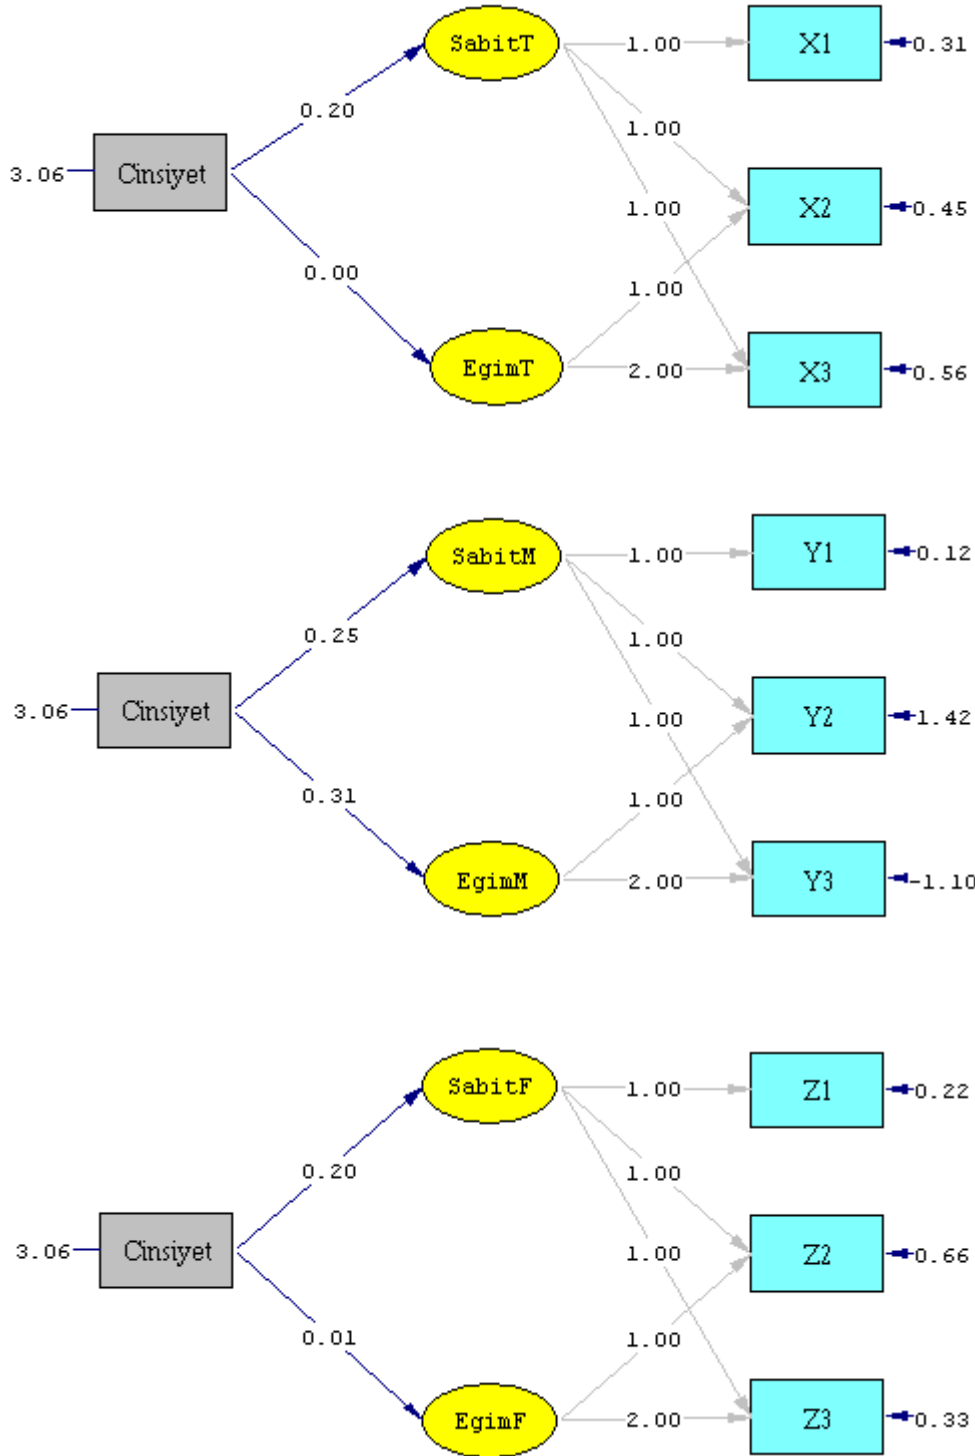 SabitT
1.00
X1
0.31
0.20
1.00
3.06
Cinsiyet
1.00
X2
0.45
0.00
1.00
EgimT
2.00
X3
0.56
SabitM
1.00
Y1
0.12
0.25
1.00
3.06
Cinsiyet
1.00
Y2
1.42
0.31
1.00
EgimM
2.00
Y3
-1.10
SabitF
1.00
Z1
0.22
0.20
1.00
3.06
Cinsiyet
1.00
Z2
0.66
0.01
1.00
EgimF
2.00
Z3
0.33